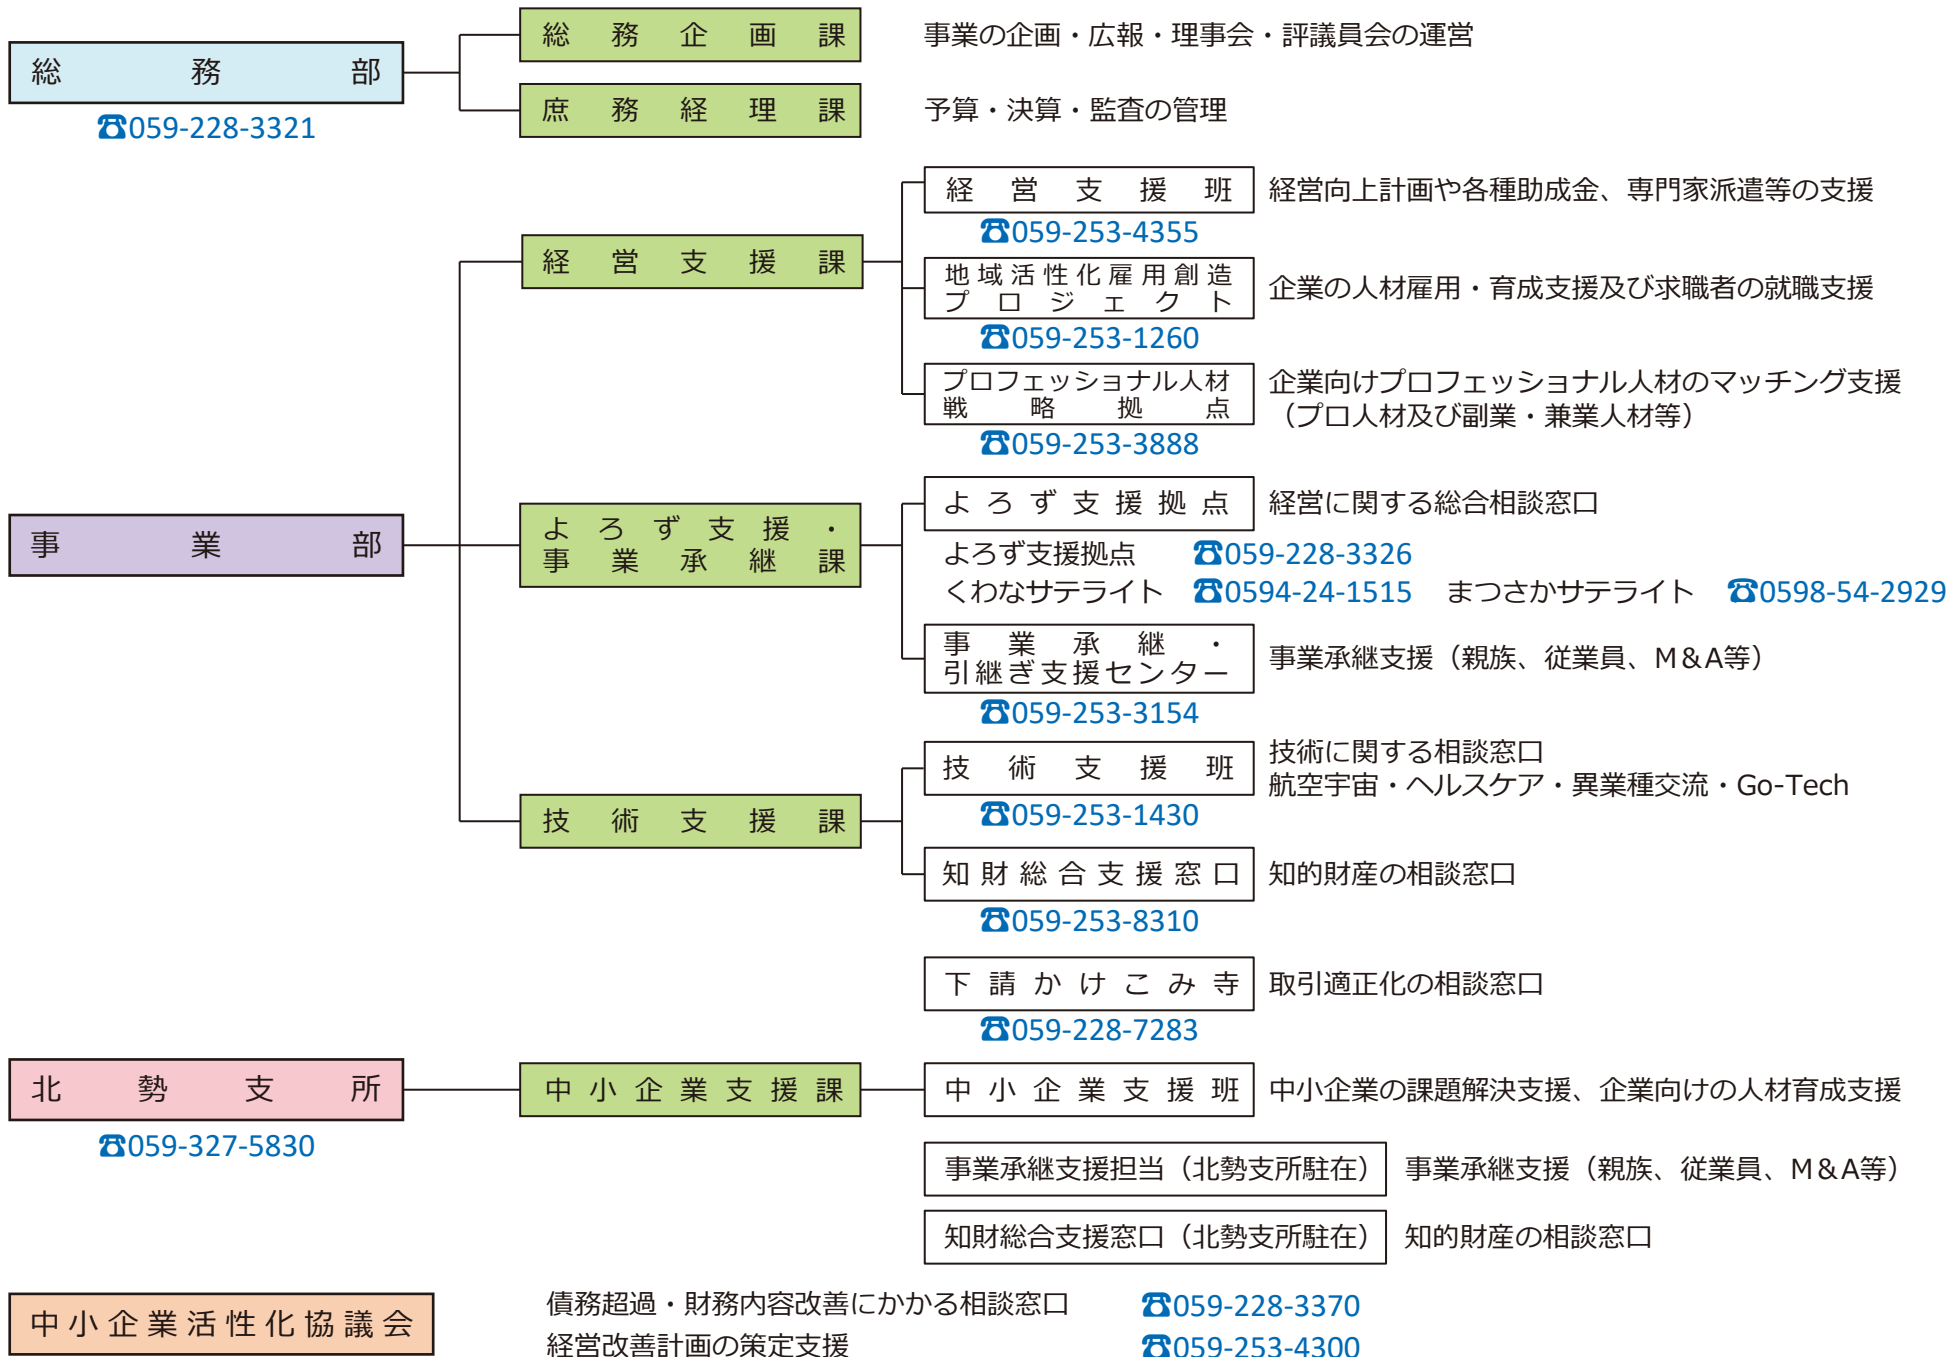 総務部
☎059-228-3321
総務企画課
事業の企画・広報・理事会・評議員会の運営
庶務経理課
予算・決算・監査の管理
事業部
経営支援課
経営支援班
経営向上計画や各種助成金、専門家派遣等の支援
☎059-253-4355
地域活性化雇用創造
プロジェクト
企業の人材雇用・育成支援及び求職者の就職支援
☎059-253-1260
プロフェッショナル人材
戦略拠点
企業向けプロフェッショナル人材のマッチング支援
（プロ人材及び副業・兼業人材等）
☎059-253-3888
よろず支援・
事業承継課
よろず支援拠点
経営に関する総合相談窓口
よろず支援拠点 ☎059-228-3326
くわなサテライト ☎0594-24-1515 まつさかサテライト ☎0598-54-2929
事業承継・
引継ぎ支援センター
事業承継支援（親族、従業員、M&A等）
☎059-253-3154
技術支援課
技術支援班
技術に関する相談窓口
航空宇宙・ヘルスケア・異業種交流・Go-Tech
☎059-253-1430
知財総合支援窓口
知的財産の相談窓口
☎059-253-8310
下請かけこみ寺
取引適正化の相談窓口
☎059-228-7283
北勢支所
☎059-327-5830
中小企業支援課
中小企業支援班
中小企業の課題解決支援、企業向けの人材育成支援
事業承継支援担当（北勢支所駐在）
事業承継支援（親族、従業員、M&A等）
知財総合支援窓口（北勢支所駐在）
知的財産の相談窓口
中小企業活性化協議会
債務超過・財務内容改善にかかる相談窓口 ☎059-228-3370
経営改善計画の策定支援 ☎059-253-4300